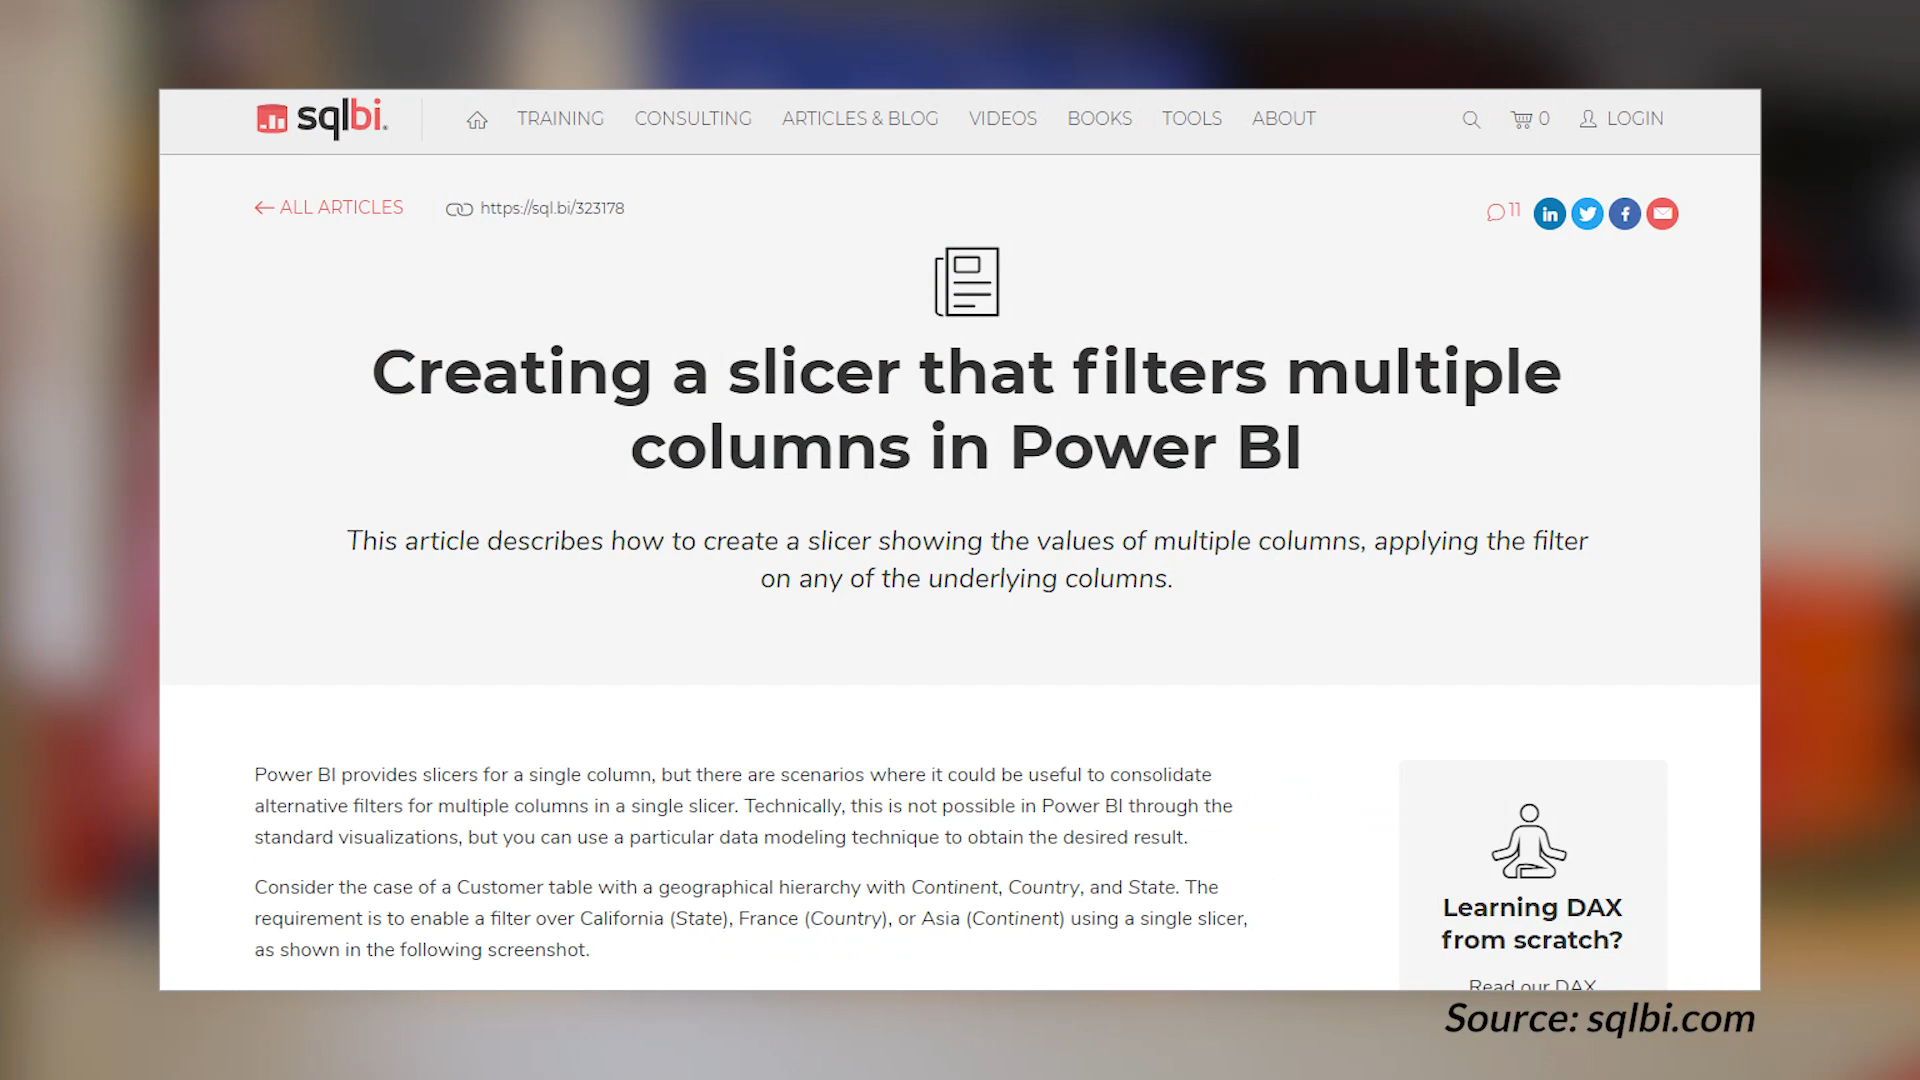 sqlbi.
TRAINING CONSULTING ARTICLES & BLOG VIDEOS BOOKS TOOLS ABOUT
0 LOGIN
← ALL ARTICLES
https://sql.bi/323178
11
Creating a slicer that filters multiple
columns in Power BI
This article describes how to create a slicer showing the values of multiple columns, applying the filter
on any of the underlying columns.
Power BI provides slicers for a single column, but there are scenarios where it could be useful to consolidate
alternative filters for multiple columns in a single slicer. Technically, this is not possible in Power BI through the
standard visualizations, but you can use a particular data modeling technique to obtain the desired result.
Consider the case of a Customer table with a geographical hierarchy with Continent, Country, and State. The
requirement is to enable a filter over California (State), France (Country), or Asia (Continent) using a single slicer,
as shown in the following screenshot.
Learning DAX
from scratch?
Read our DAX
Source: sqlbi.com